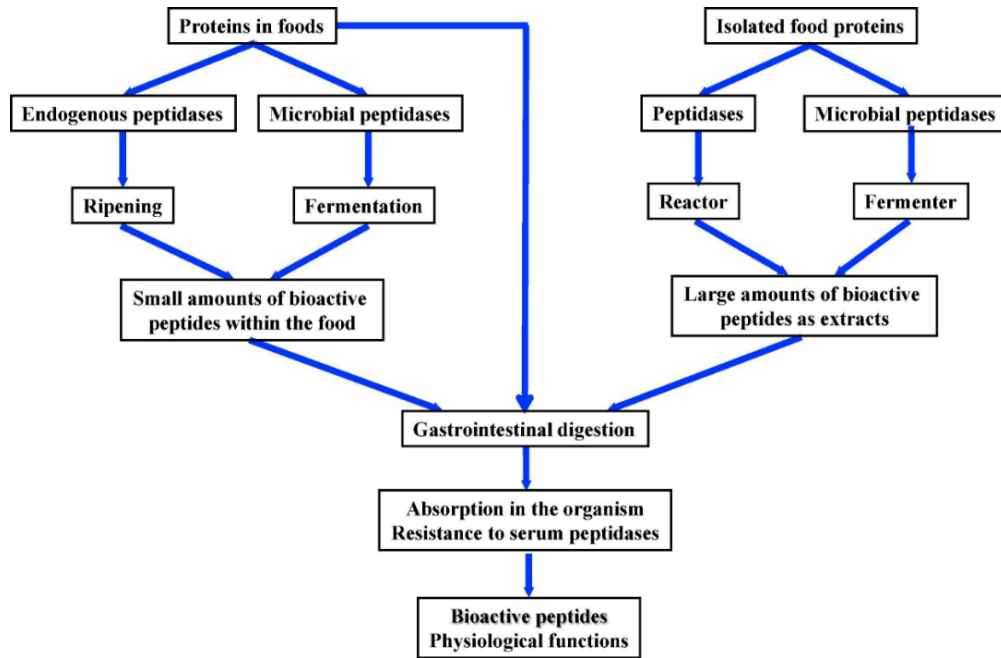 Proteins in foods
Isolated food proteins
Endogenous peptidases
Microbial peptidases
Peptidases
Microbial peptidases
Ripening
Fermentation
Reactor
Fermenter
Small amounts of bioactive
peptides within the food
Large amounts of bioactive
peptides as extracts
Gastrointestinal digestion
Absorption in the organism
Resistance to serum peptidases
Bioactive peptides
Physiological functions